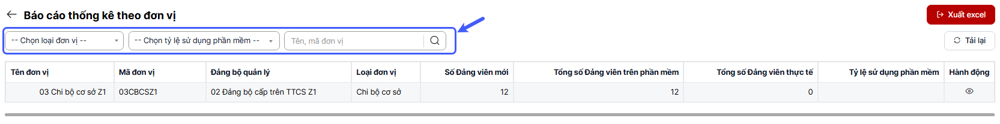 Báo cáo thống kê theo đơn vị
Xuất excel
-- Chọn loại đơn vị --
-- Chọn tỷ lệ sử dụng phần mềm --
Tên, mã đơn vị
Tải lại
Tên đơn vị Mã đơn vị Đảng bộ quản lý Loại đơn vị Số Đảng viên mới Tổng số Đảng viên trên phần mềm Tổng số Đảng viên thực tế Tỷ lệ sử dụng phần mềm Hành động
03 Chi bộ cơ sở Z1 03CBCSZ1 02 Đảng bộ cấp trên TTCS Z1 Chi bộ cơ sở 12 12 0